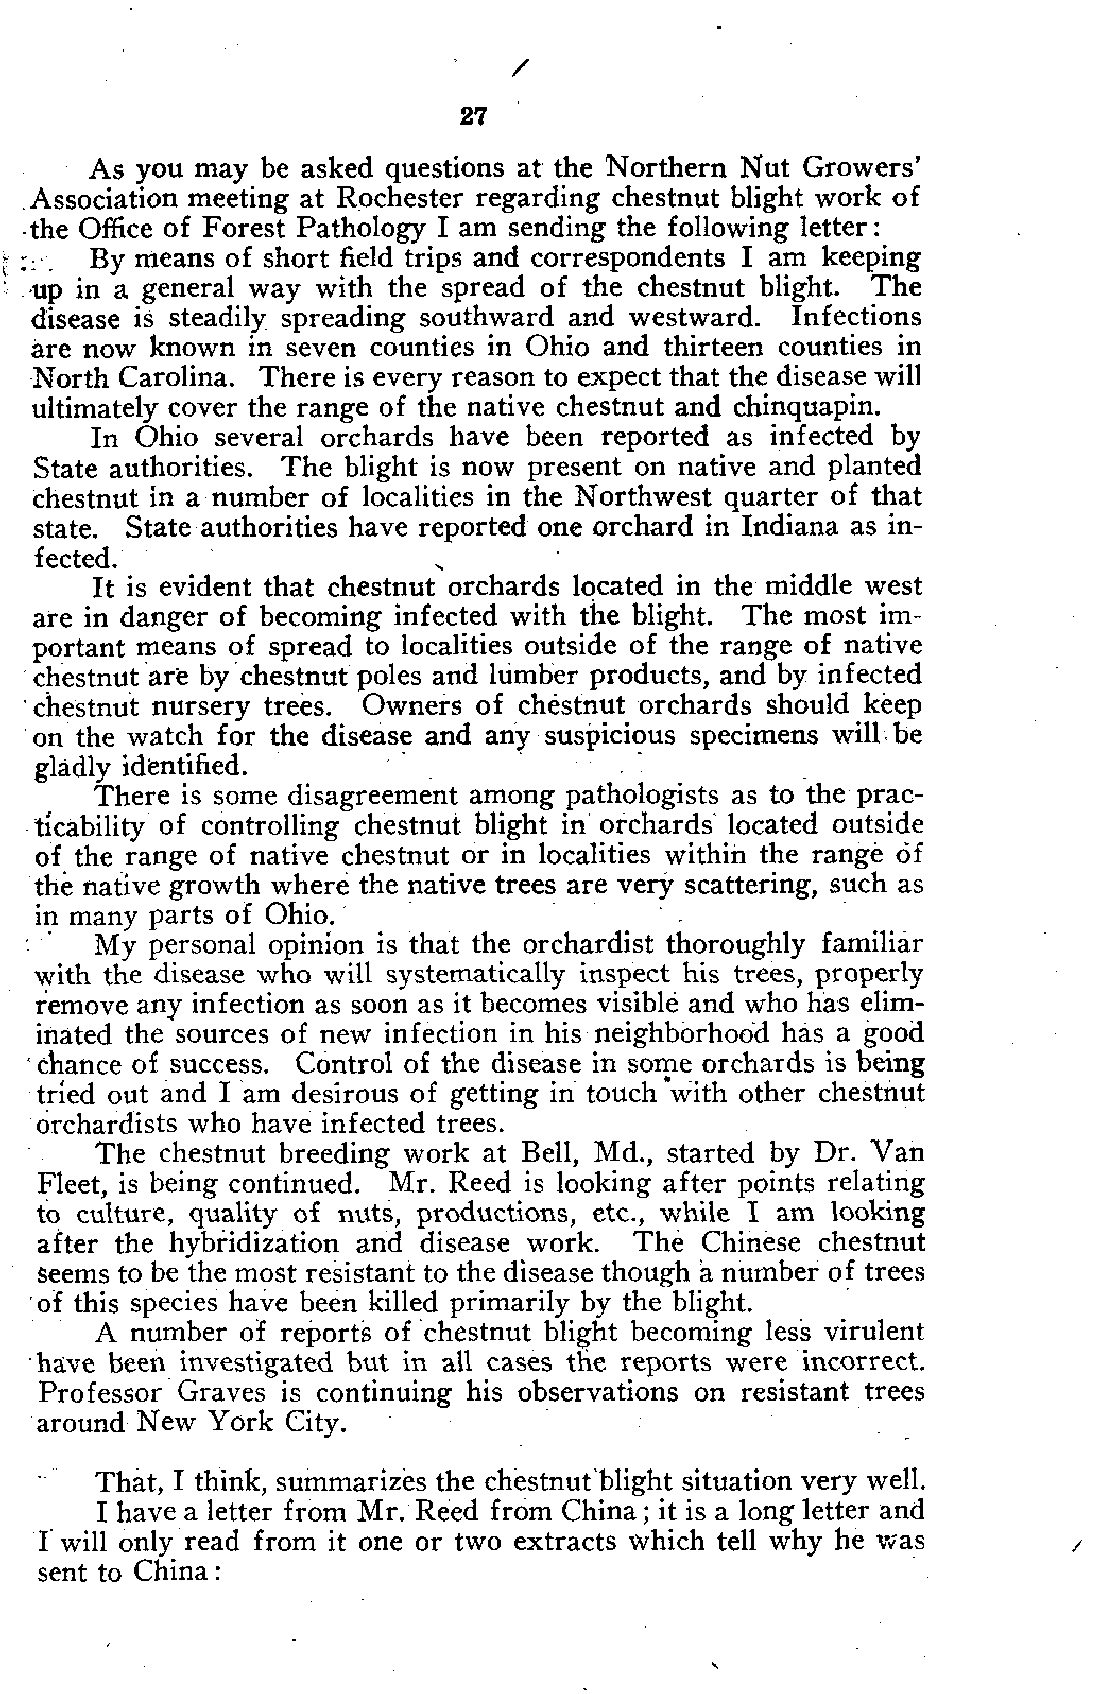 27
As you may be asked questions at the Northern Nut Growers'
Association meeting at Rochester regarding chestnut blight work of
the Office of Forest Pathology I am sending the following letter:
By means of short field trips and correspondents I am keeping
up in a general way with the spread of the chestnut blight. The
disease is steadily spreading southward and westward. Infections
are now known in seven counties in Ohio and thirteen counties in
North Carolina. There is every reason to expect that the disease will
ultimately cover the range of the native chestnut and chinquapin.
In Ohio several orchards have been reported as infected by
State authorities. The blight is now present on native and planted
chestnut in a number of localities in the Northwest quarter of that
state. State authorities have reported one orchard in Indiana as in-
fected.
It is evident that chestnut orchards located in the middle west
are in danger of becoming infected with the blight. The most im-
portant means of spread to localities outside of the range of native
chestnut are by chestnut poles and lumber products, and by infected
chestnut nursery trees. Owners of chestnut orchards should keep
on the watch for the disease and any suspicious specimens will be
gladly identified.
There is some disagreement among pathologists as to the prac-
ticability of controlling chestnut blight in orchards located outside
of the range of native chestnut or in localities within the range of
the native growth where the native trees are very scattering, such as
in many parts of Ohio.
My personal opinion is that the orchardist thoroughly familiar
with the disease who will systematically inspect his trees, properly
remove any infection as soon as it becomes visible and who has elim-
inated the sources of new infection in his neighborhood has a good
chance of success. Control of the disease in some orchards is being
tried out and I am desirous of getting in touch with other chestnut
orchardists who have infected trees.
The chestnut breeding work at Bell, Md., started by Dr. Van
Fleet, is being continued. Mr. Reed is looking after points relating
to culture, quality of nuts, productions, etc., while I am looking
after the hybridization and disease work. The Chinese chestnut
seems to be the most resistant to the disease though a number of trees
of this species have been killed primarily by the blight.
A number of reports of chestnut blight becoming less virulent
have been investigated but in all cases the reports were incorrect.
Professor Graves is continuing his observations on resistant trees
around New York City.
That, I think, summarizes the chestnut blight situation very well.
I have a letter from Mr. Reed from China; it is a long letter and
I will only read from it one or two extracts which tell why he was
sent to China: